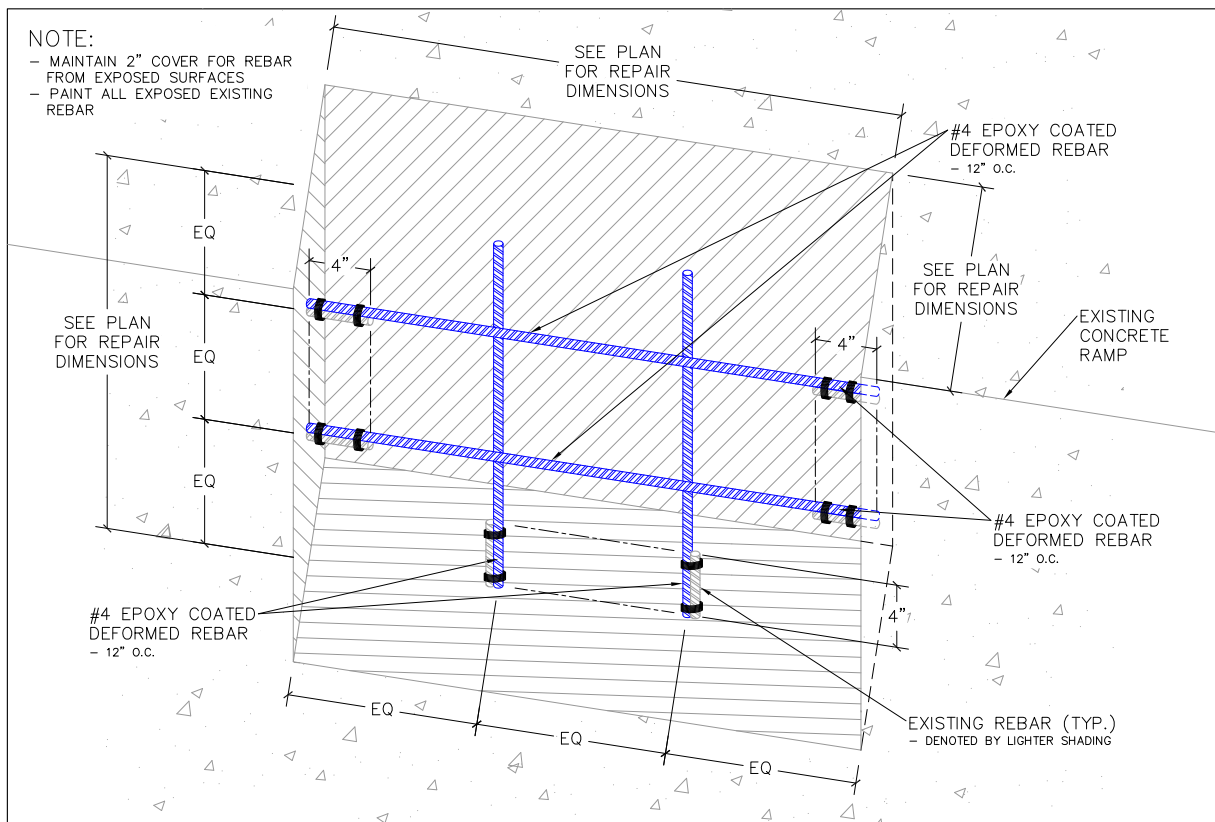 NOTE:
- MAINTAIN 2" COVER FOR REBAR
FROM EXPOSED SURFACES
- PAINT ALL EXPOSED EXISTING
REBAR
SEE PLAN
FOR REPAIR
DIMENSIONS
#4 EPOXY COATED
DEFORMED REBAR
- 12" O.C.
EQ
4"
SEE PLAN
FOR REPAIR
DIMENSIONS
SEE PLAN
FOR REPAIR
DIMENSIONS
EXISTING
CONCRETE
RAMP
EQ
4"
EQ
#4 EPOXY COATED
DEFORMED REBAR
- 12" O.C.
#4 EPOXY COATED
DEFORMED REBAR
- 12" O.C.
4"
EQ
EQ
EQ
EXISTING REBAR (TYP.)
- DENOTED BY LIGHTER SHADING